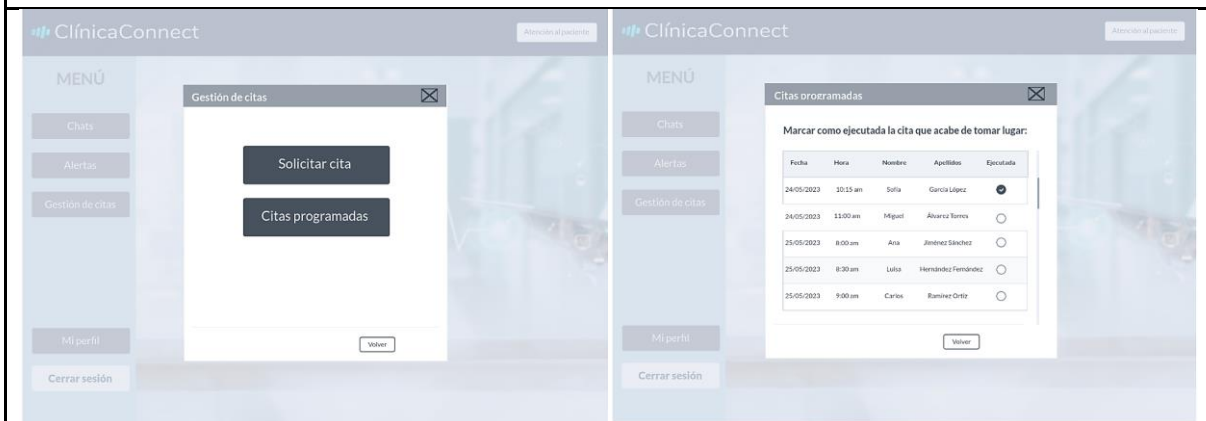 ClínicaConnect
Atención al paciente
MENÚ
Chats
Alertas
Gestión de citas
Mi perfil
Cerrar sesión
Gestión de citas
Solicitar cita
Citas programadas
Volver
ClínicaConnect
Atención al paciente
MENÚ
Chats
Alertas
Gestión de citas
Mi perfil
Cerrar sesión
Citas programadas
Marcar como ejecutada la cita que acabe de tomar lugar:
Fecha Hora Nombre Apellidos Ejecutada
24/05/2023 10:15 am Sofía García López
24/05/2023 11:00 am Miguel Álvarez Torres
25/05/2023 8:00 am Ana Jiménez Sánchez
25/05/2023 8:30 am Luisa Hernández Fernández
25/05/2023 9:00 am Carlos Ramírez Ortiz
Volver